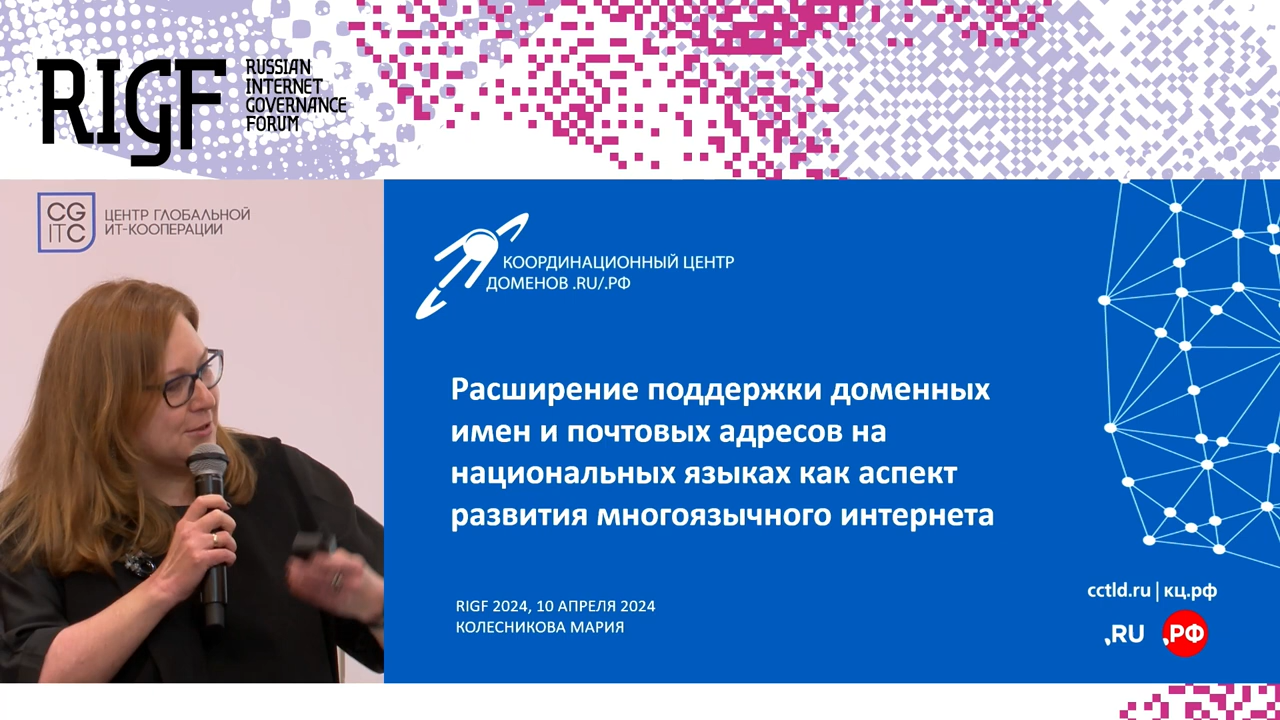 RIGF
RUSSIAN
INTERNET
GOVERNANCE
FORUM
CG
ITC
ЦЕНТР ГЛОБАЛЬНОЙ
ИТ-КООПЕРАЦИИ
КООРДИНАЦИОННЫЙ ЦЕНТР
ДОМЕНОВ .RU/.РФ
Расширение поддержки доменных
имен и почтовых адресов на
национальных языках как аспект
развития многоязычного интернета
RIGF 2024, 10 АПРЕЛЯ 2024
КОЛЕСНИКОВА МАРИЯ
cctld.ru | кц.рф
.RU .РФ